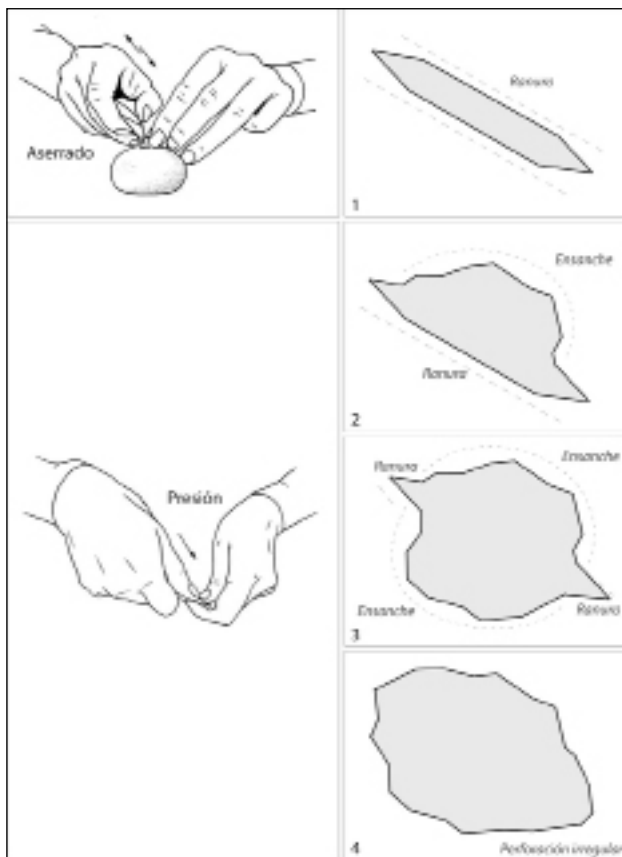 Aserrado
Ranura
1
Ensanche
Ranura
2
Presión
Ranura
Ensanche
Ensanche
Ranura
3
4
Perforación irregular